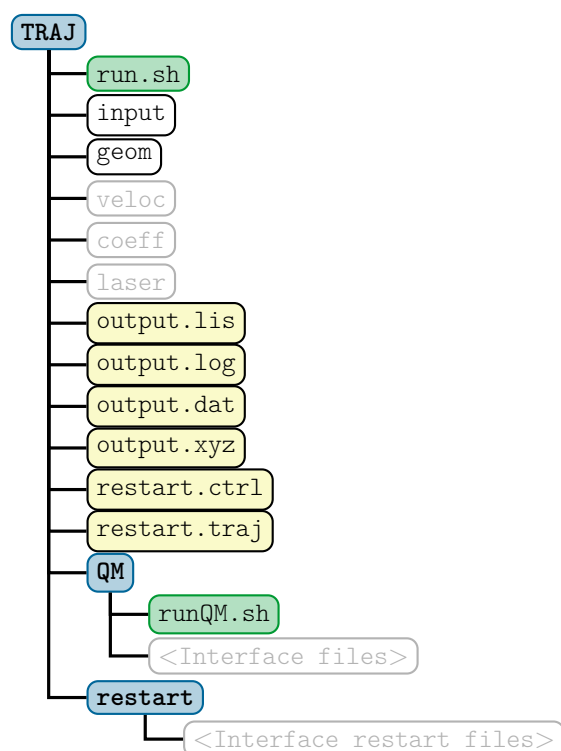 TRAJ
run.sh
input
geom
veloc
coeff
laser
output.lis
output.log
output.dat
output.xyz
restart.ctrl
restart.traj
QM
runQM.sh
<Interface files>
restart
<Interface restart files>